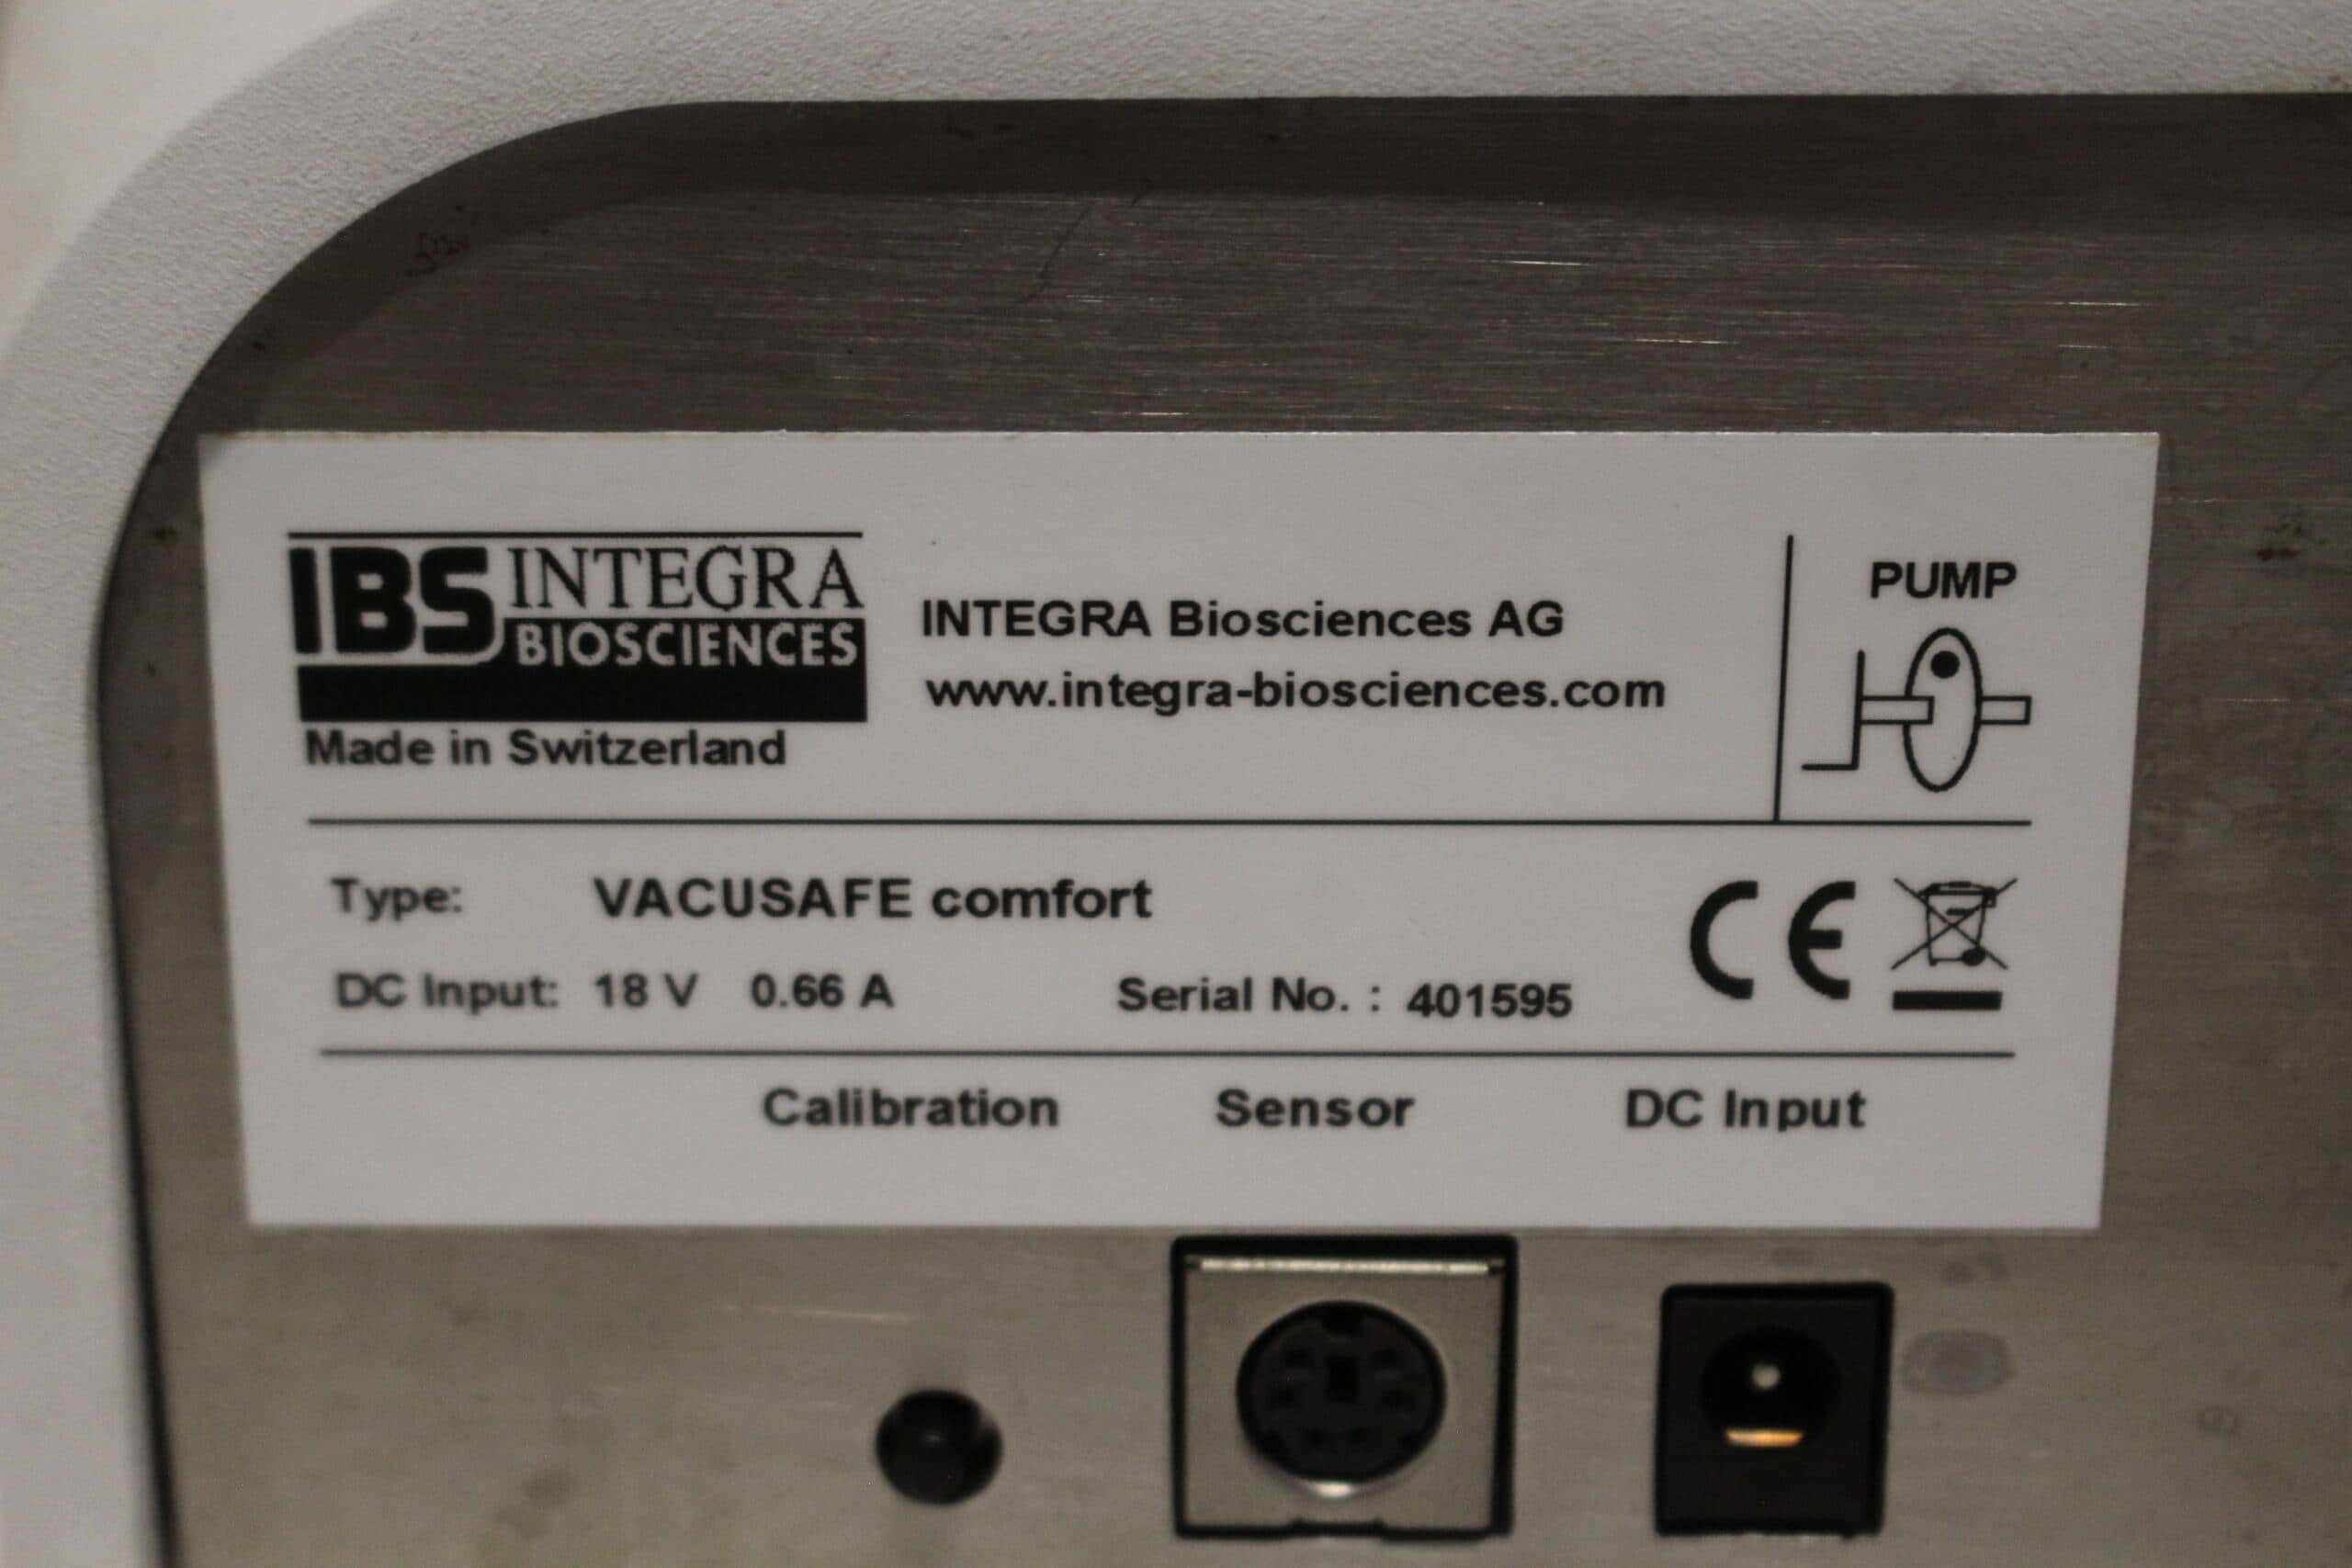 IBS INTEGRA
BIOSCIENCES
Made in Switzerland
INTEGRA Biosciences AG
www.integra-biosciences.com
PUMP
Type: VACUSAFE comfort
DC Input: 18 V 0.66 A Serial No. : 401595
CE
Calibration Sensor DC Input